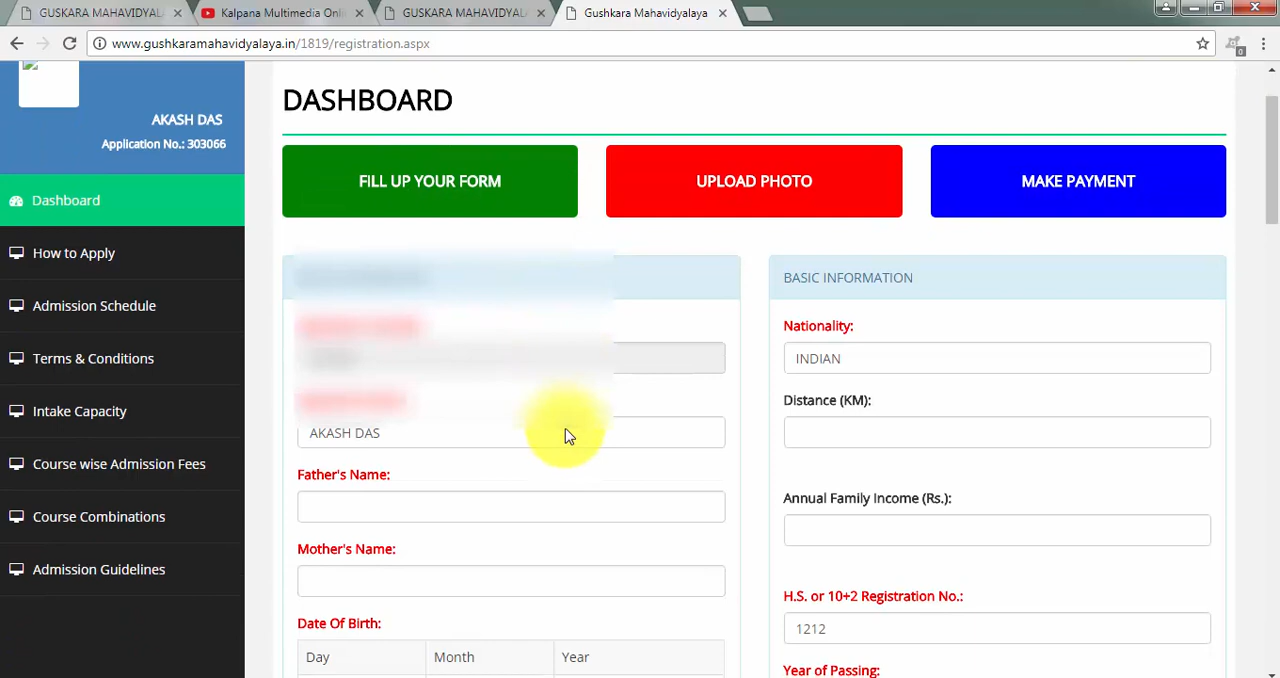 GUSKARA MAHAVIDYAL
Kalpana Multimedia Onl
GUSKARA MAHAVIDYAL
Gushkara Mahavidyalaya
www.gushkaramahavidyalaya.in/1819/registration.aspx
0
AKASH DAS
Application No.: 303066
Dashboard
How to Apply
Admission Schedule
Terms & Conditions
Intake Capacity
Course wise Admission Fees
Course Combinations
Admission Guidelines
DASHBOARD
FILL UP YOUR FORM
UPLOAD PHOTO
MAKE PAYMENT
AKASH DAS
Father's Name:
Mother's Name:
Date Of Birth:
Day Month Year
BASIC INFORMATION
Nationality:
INDIAN
Distance (KM):
Annual Family Income (Rs.):
H.S. or 10+2 Registration No.:
1212
Year of Passing: